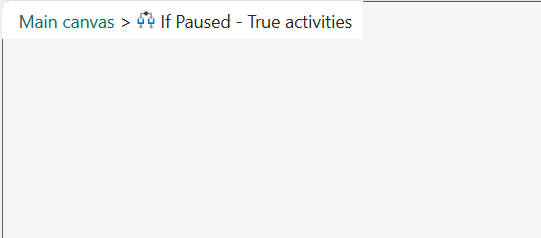 Main canvas > If Paused - True activities